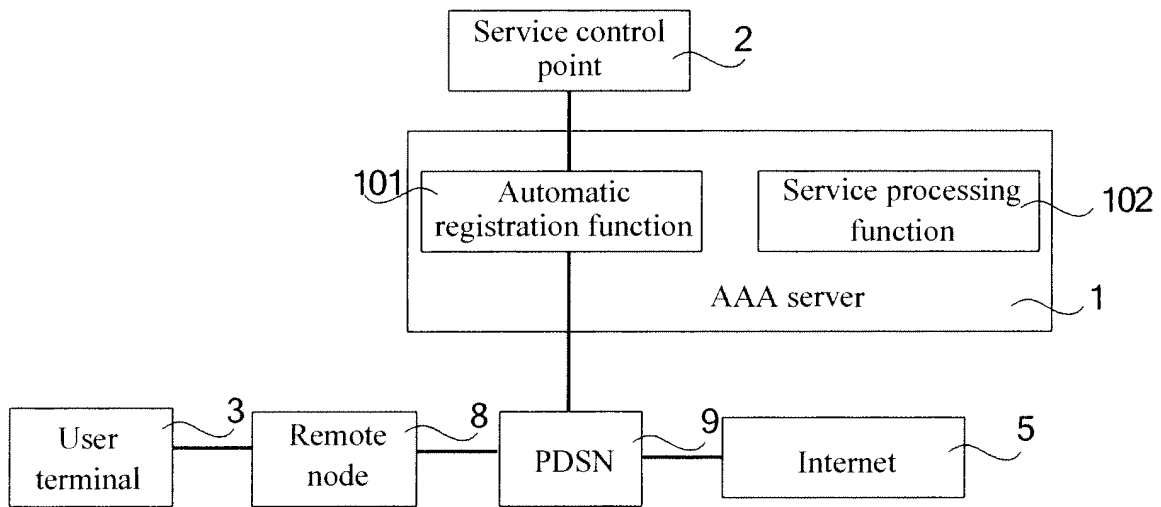 Service control
point
2
101
Automatic
registration function
Service processing
function
102
AAA server
1
User
terminal
3
Remote
node
8
PDSN
9
Internet
5